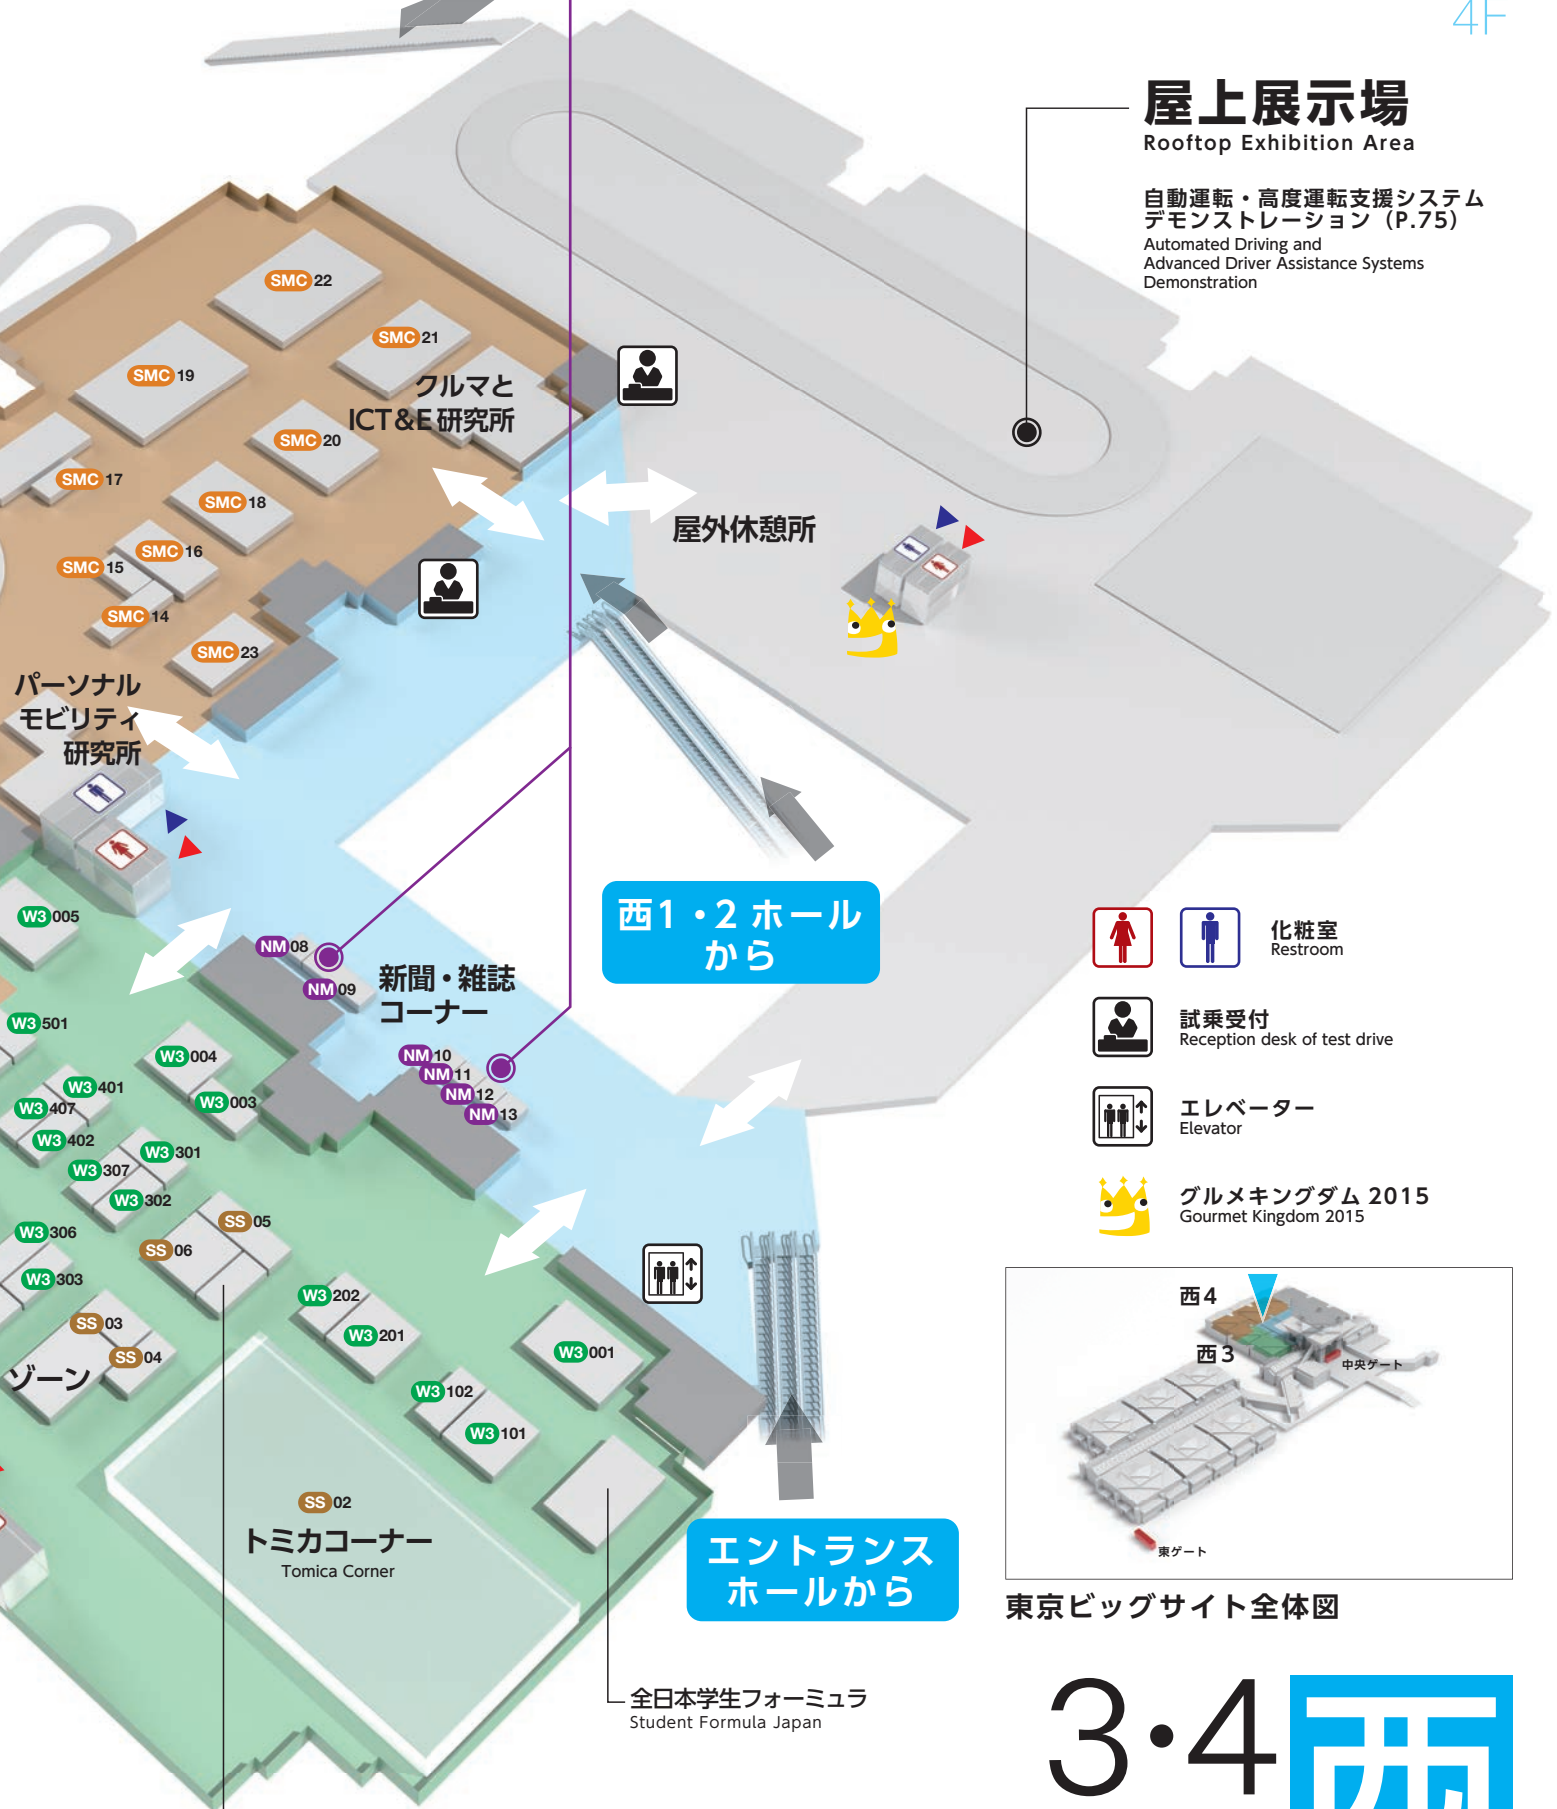 屋上展示場
Rooftop Exhibition Area
自動運転・高度運転支援システム
デモンストレーション（P.75）
Automated Driving and
Advanced Driver Assistance Systems
Demonstration
SMC 22
SMC 21
SMC 19
クルマと
ICT&E 研究所
SMC 20
SMC 17
SMC 18
屋外休憩所
SMC 16
SMC 15
SMC 14
SMC 23
パーソナル
モビリティ
研究所
西1・2 ホール
から
W3 005
NM 08
NM 09
新聞・雑誌
コーナー
W3 501
W3 004
NM 10
NM 11
NM 12
NM 13
W3 401
W3 407
W3 003
W3 402
W3 301
W3 307
W3 302
SS 05
W3 306
SS 06
W3 303
W3 202
SS 03
W3 201
SS 04
W3 001
ゾーン
W3 102
W3 101
SS 02
トミカコーナー
Tomica Corner
エントランス
ホールから
全日本学生フォーミュラ
Student Formula Japan
化粧室
Restroom
試乗受付
Reception desk of test drive
エレベーター
Elevator
グルメキングダム 2015
Gourmet Kingdom 2015
西4
西3
中央ゲート
東ゲート
東京ビッグサイト全体図
3・4
西